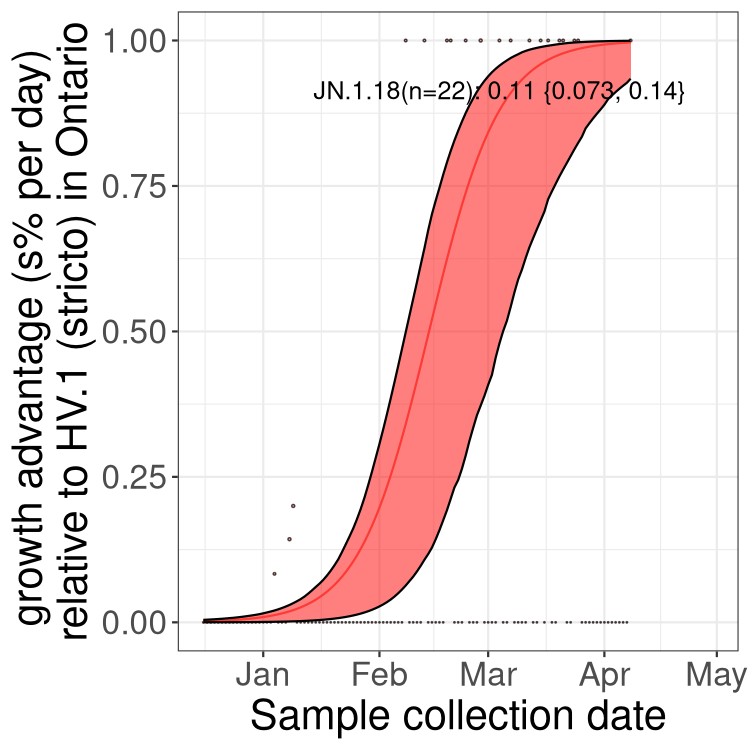 growth advantage (s% per day)
relative to HV.1 (stricto) in Ontario
1.00
0.75
0.50
0.25
0.00
JN.1.18(n=22): 0.11 {0.073, 0.14}
Jan Feb Mar Apr May
Sample collection date